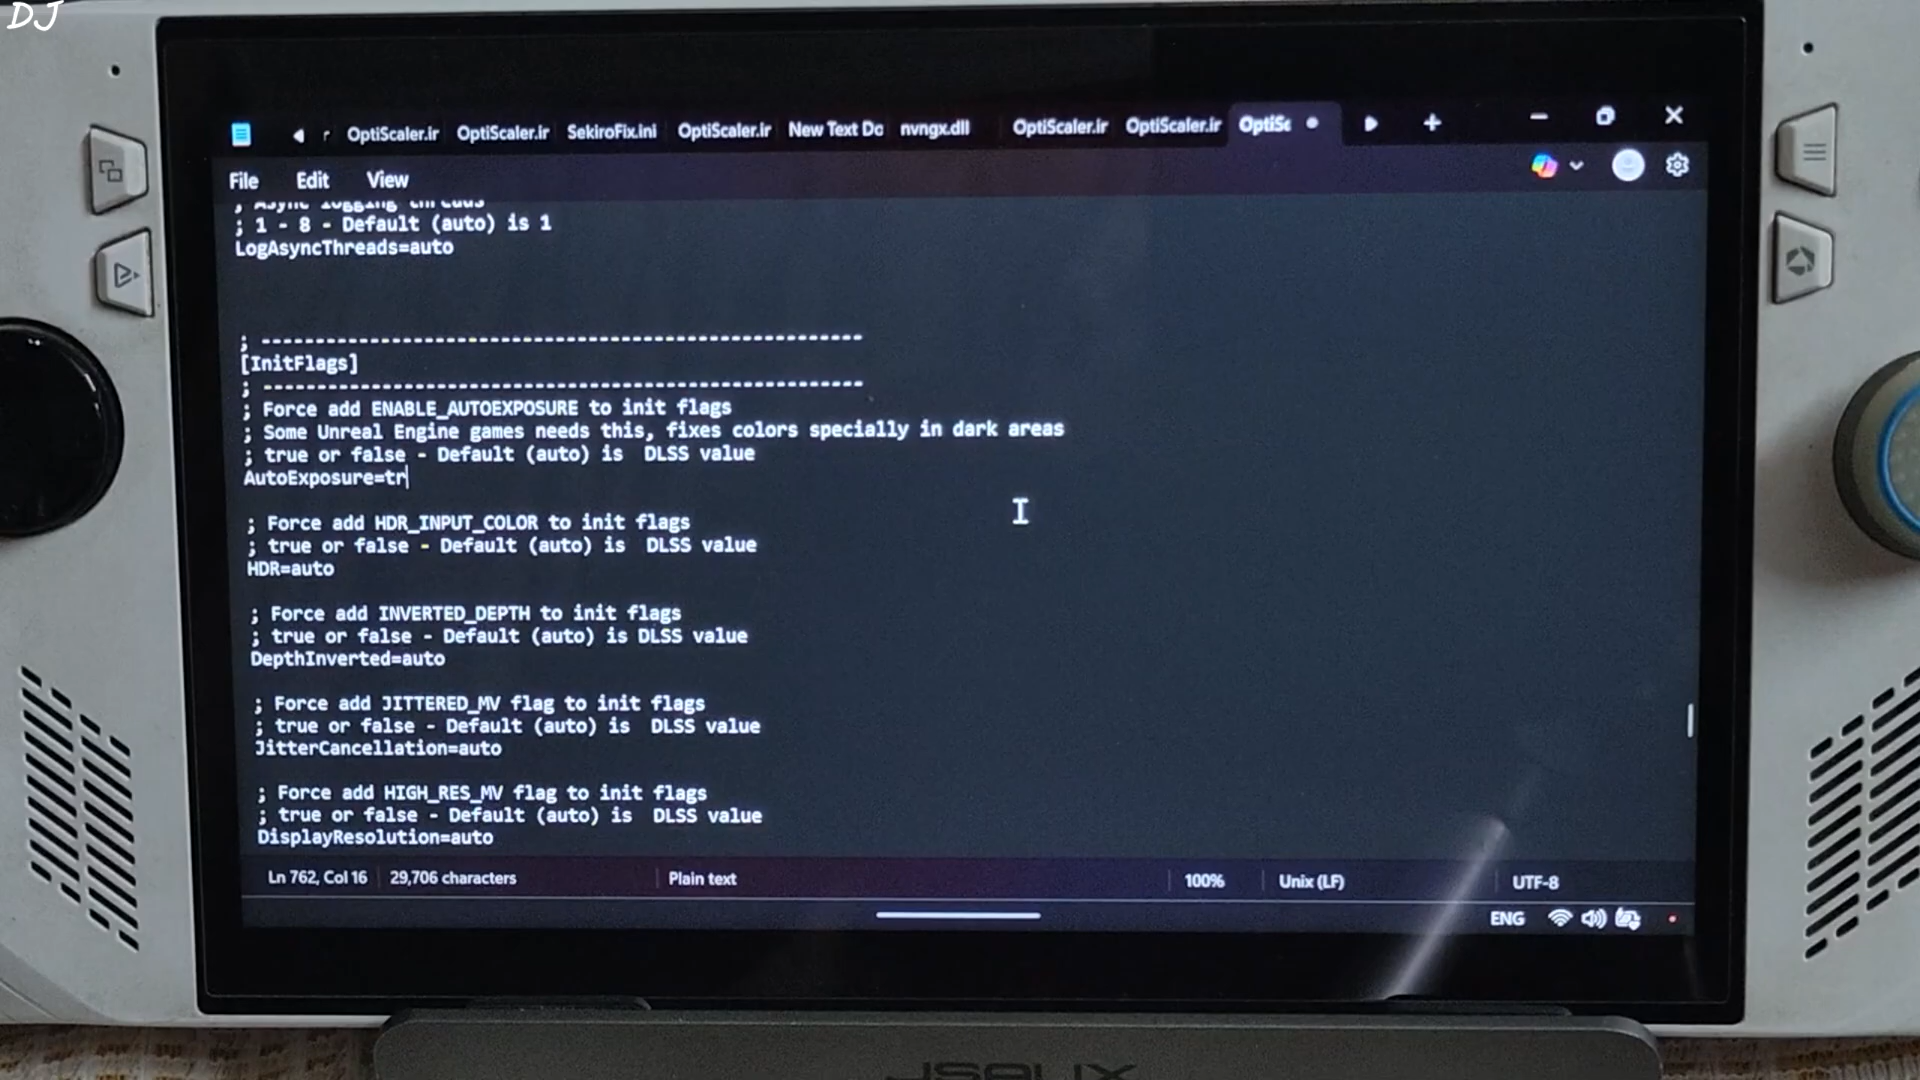 DJ
OptiScaler.ir OptiScaler.ir SekiroFix.ini OptiScaler.ir New Text Do nvngx.dll OptiScaler.ir OptiScaler.ir OptiSc
File Edit View
; Async logging threads
; 1 - 8 - Default (auto) is 1
LogAsyncThreads=auto
; -------------------------------------------------------
[InitFlags]
; -------------------------------------------------------
; Force add ENABLE_AUTOEXPOSURE to init flags
; Some Unreal Engine games needs this, fixes colors specially in dark areas
; true or false - Default (auto) is  DLSS value
AutoExposure=tr
; Force add HDR_INPUT_COLOR to init flags
; true or false - Default (auto) is  DLSS value
HDR=auto
; Force add INVERTED_DEPTH to init flags
; true or false - Default (auto) is DLSS value
DepthInverted=auto
; Force add JITTERED_MV flag to init flags
; true or false - Default (auto) is  DLSS value
JitterCancellation=auto
; Force add HIGH_RES_MV flag to init flags
; true or false - Default (auto) is  DLSS value
DisplayResolution=auto
Ln 762, Col 16 29,706 characters Plain text 100% Unix (LF) UTF-8
ENG
JSAUX